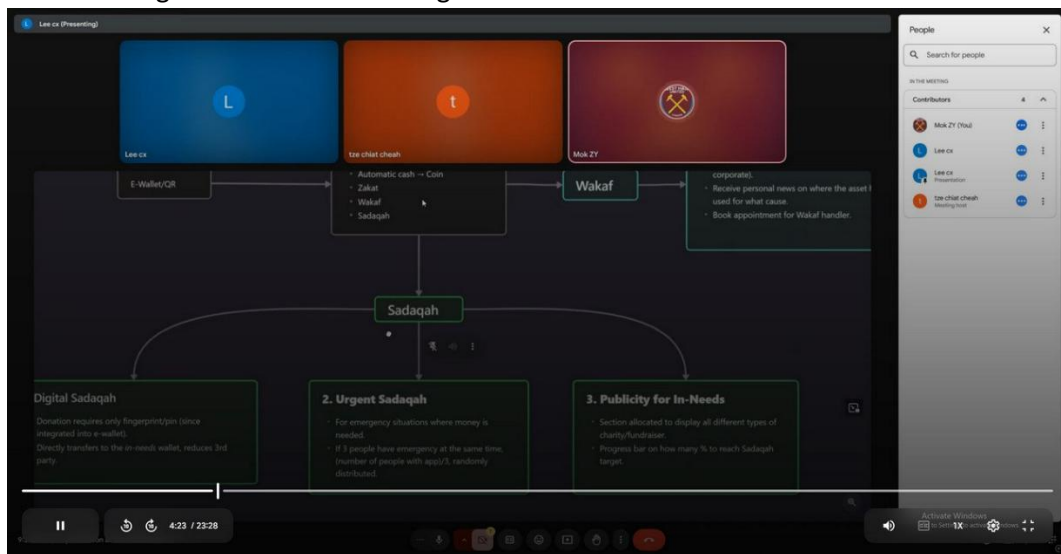 Lee cx (Presenting)
L
Lee cx
t
tze chiat cheah
Mok ZY
People
Search for people
IN THE MEETING
Contributors 4
Mok ZY (You)
L Lee cx
Lee cx
Presentation
t tze chiat cheah
Meeting host
E-Wallet/QR
Automatic cash → Coin
Zakat
Wakaf
Sadaqah
Wakaf
corporate).
Receive personal news on where the asset
used for what cause.
Book appointment for Wakaf handler.
Sadaqah
Digital Sadaqah
Donation requires only fingerprint/pin (since
integrated into e-wallet).
Directly transfers to the in-needs wallet, reduces 3rd
party.
2. Urgent Sadaqah
For emergency situations where money is
needed.
If 3 people have emergency at the same time,
(number of people with app)/3, randomly
distributed.
3. Publicity for In-Needs
Section allocated to display all different types of
charity/fundraiser.
Progress bar on how many % to reach Sadaqah
target.
4:23 / 23:28
1X
Activate Windows